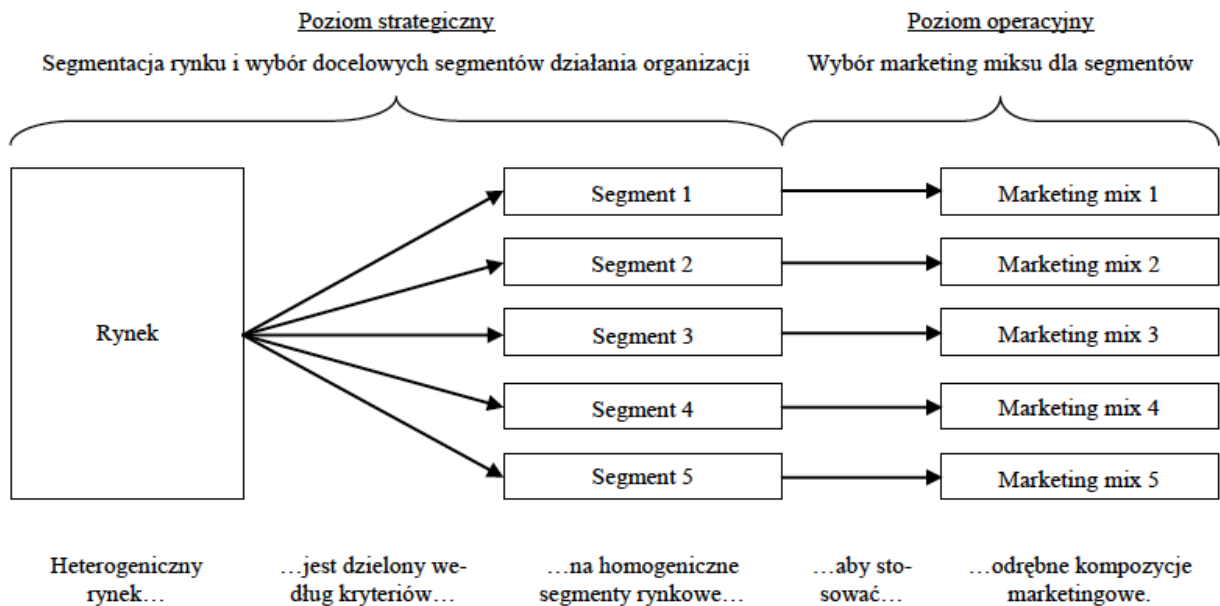 Poziom strategiczny
Segmentacja rynku i wybór docelowych segmentów działania organizacji
Poziom operacyjny
Wybór marketing miksu dla segmentów
Rynek
Segment 1
Segment 2
Segment 3
Segment 4
Segment 5
Marketing mix 1
Marketing mix 2
Marketing mix 3
Marketing mix 4
Marketing mix 5
Heterogeniczny
rynek…
…jest dzielony we-
dług kryteriów…
…na homogeniczne
segmenty rynkowe…
…aby sto-
sować…
…odrębne kompozycje
marketingowe.